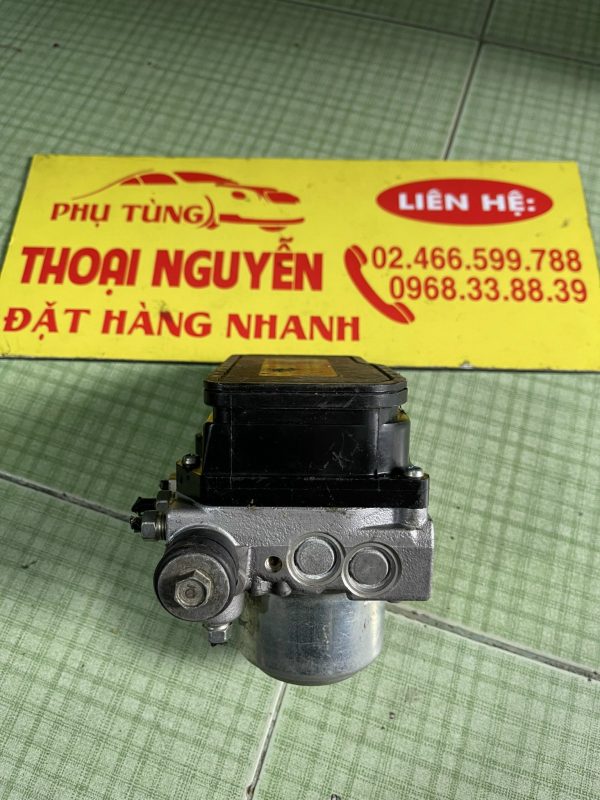 PHỤ TÙNG
THOẠI NGUYỄN
ĐẶT HÀNG NHANH
LIÊN HỆ:
02.466.599.788
0968.33.88.39